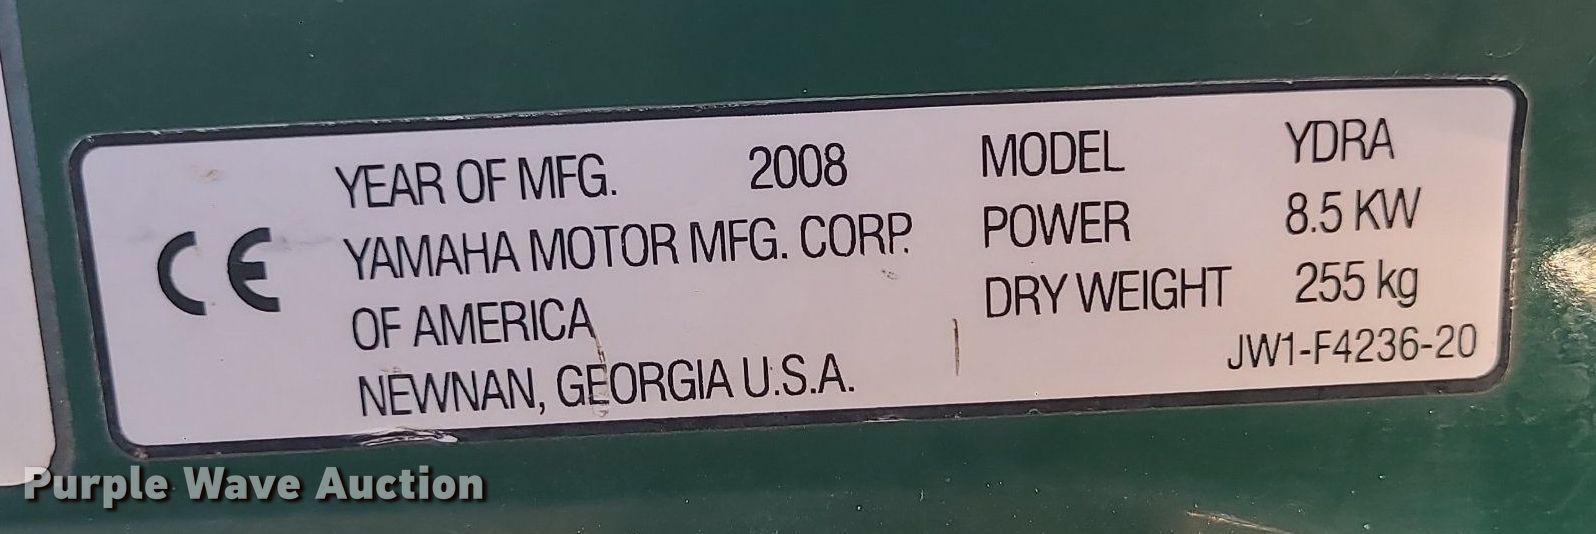 CE
YEAR OF MFG. 2008
YAMAHA MOTOR MFG. CORP.
OF AMERICA
NEWNAN, GEORGIA U.S.A.
MODEL YDRA
POWER 8.5 KW
DRY WEIGHT 255 kg
JW1-F4236-20
Purple Wave Auction